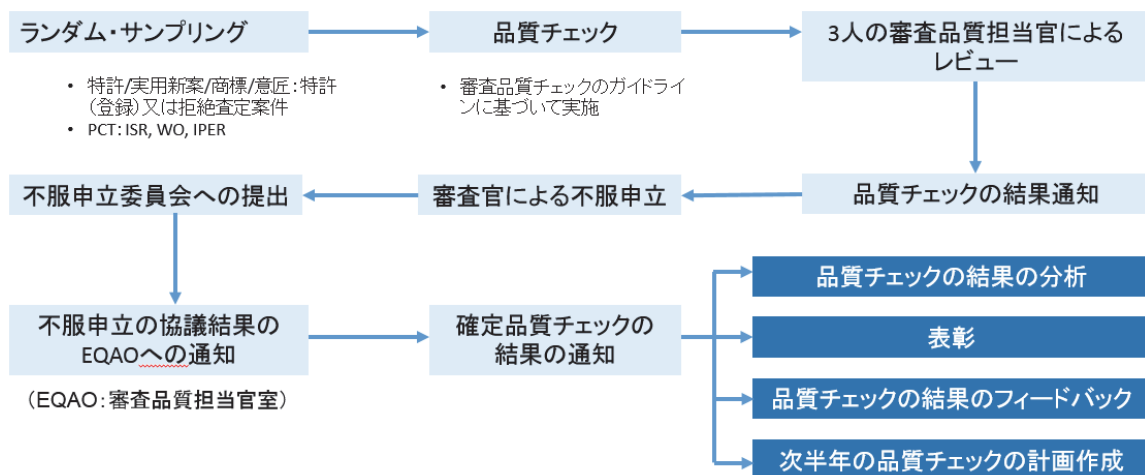 ランダム・サンプリング
品質チェック
3人の審査品質担当官による
レビュー
• 特許/実用新案/商標/意匠：特許
（登録）又は拒絶査定案件
• PCT：ISR, WO, IPER
• 審査品質チェックのガイドライ
ンに基づいて実施
不服申立委員会への提出
審査官による不服申立
品質チェックの結果通知
不服申立の協議結果の
EQAOへの通知
（EQAO：審査品質担当官室）
確定品質チェックの
結果の通知
品質チェックの結果の分析
表彰
品質チェックの結果のフィードバック
次半年の品質チェックの計画作成